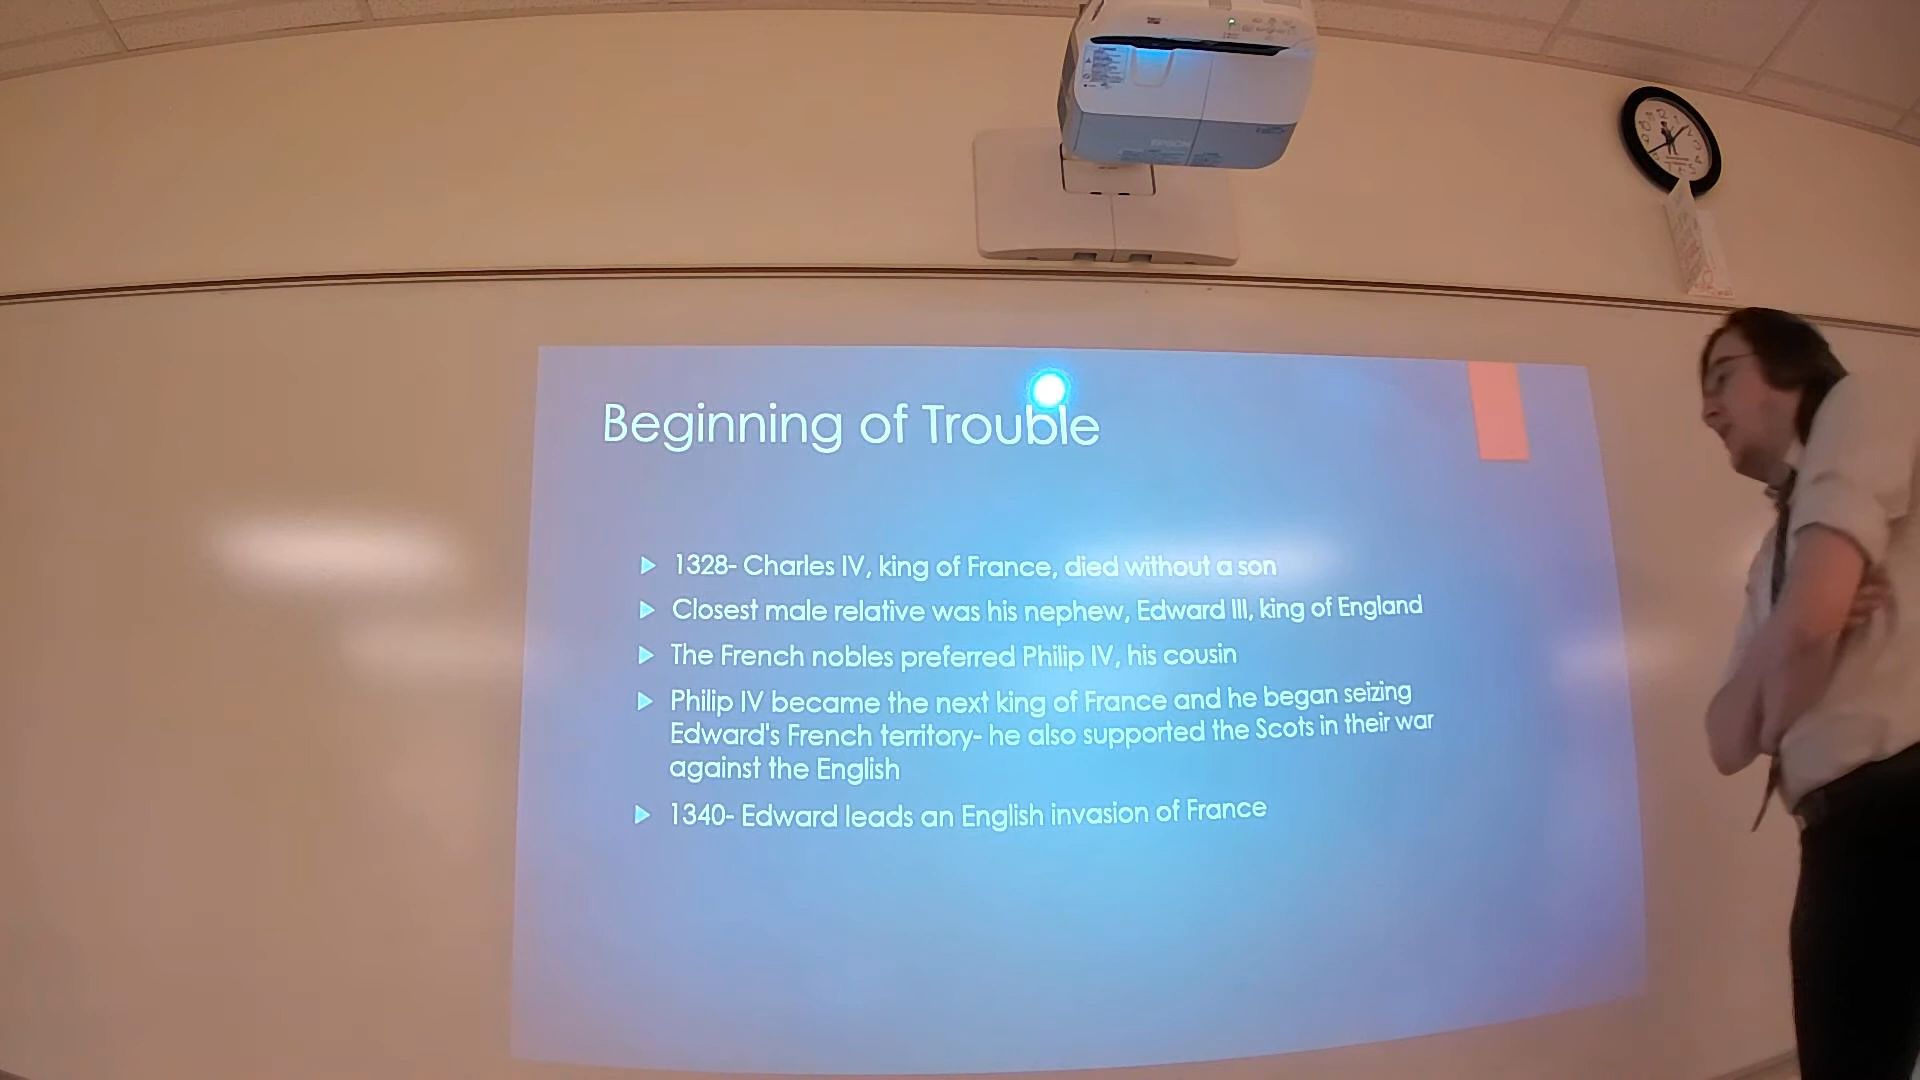 EPSON
Beginning of Trouble
1328- Charles IV, king of France, died without a son
Closest male relative was his nephew, Edward III, king of England
The French nobles preferred Philip IV, his cousin
Philip IV became the next king of France and he began seizing
Edward's French territory- he also supported the Scots in their war
against the English
1340- Edward leads an English invasion of France